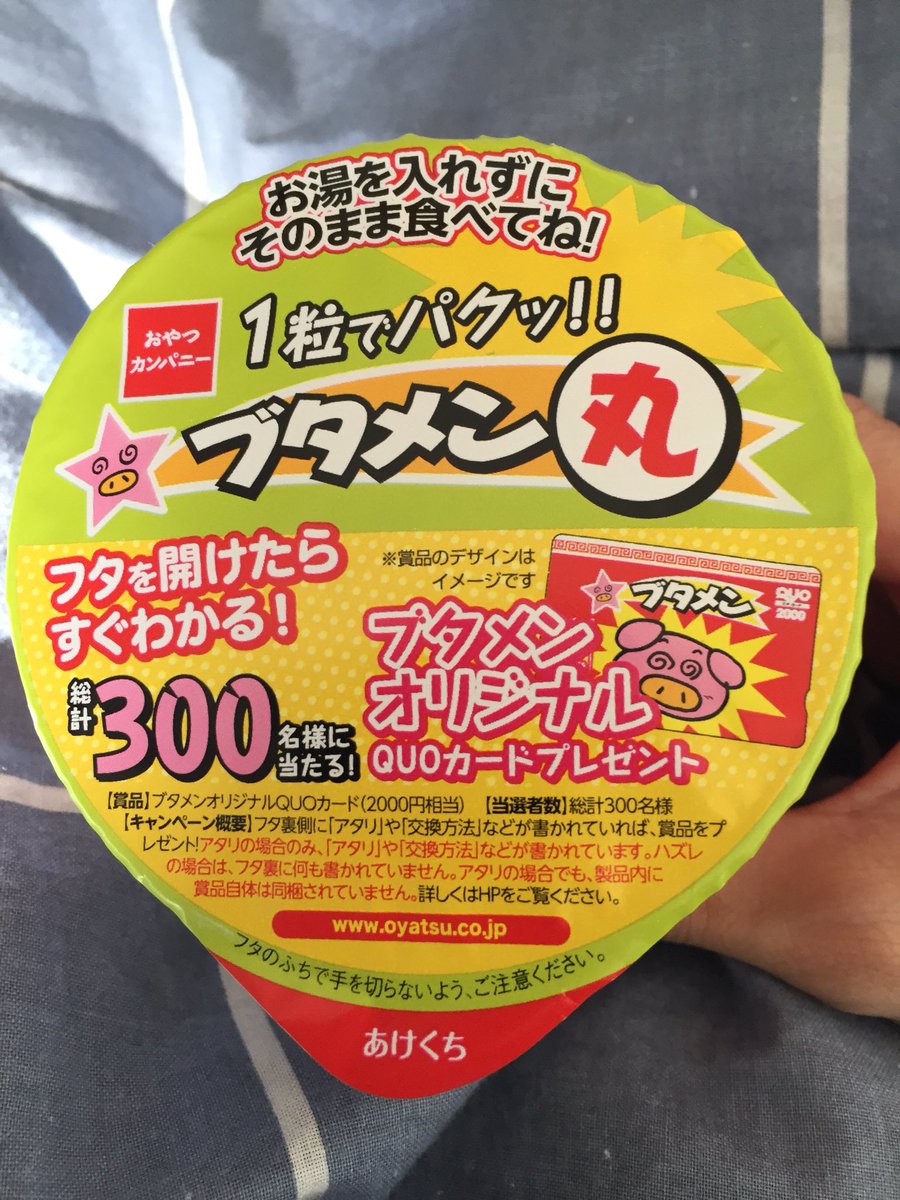 お湯を入れずに
そのまま食べてね!
おやつ
カンパニー
1粒でパクッ!!
ブタメン丸
フタを開けたら
すぐわかる!
総計300名様に
当たる!
※賞品のデザインは
イメージです
ブタメン
QUO
2000
ブタメン
オリジナル
QUOカードプレゼント
【賞品】ブタメンオリジナルQUOカード(2000円相当) 【当選者数】総計300名様
【キャンペーン概要】フタ裏側に「アタリ」や「交換方法」などが書かれていれば、賞品をプ
レゼント!アタリの場合のみ、「アタリ」や「交換方法」などが書かれています。ハズレ
の場合は、フタ裏に何も書かれていません。アタリの場合でも、製品内に
賞品自体は同梱されていません。詳しくはHPをご覧ください。
www.oyatsu.co.jp
フタのふちで手を切らないよう、ご注意ください。
あけくち